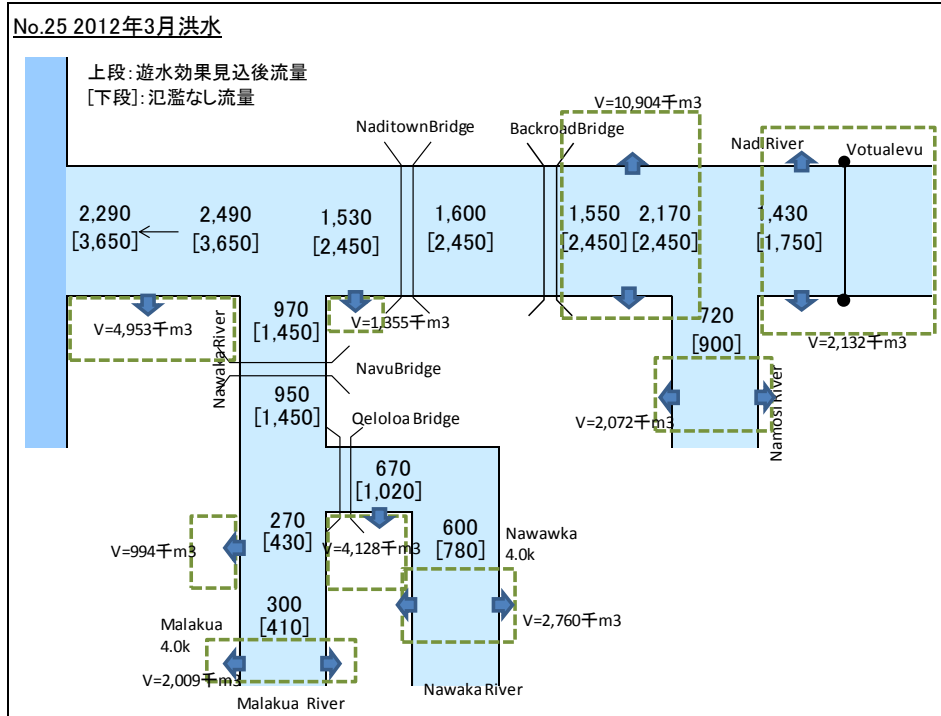 No.25 2012年3月洪水
上段:遊水効果見込後流量
[下段]:氾濫なし流量
V=10,904千m3
NaditownBridge
BackroadBridge
Nadi River
Votualevu
2,290
[3,650]
2,490
[3,650]
1,530
[2,450]
1,600
[2,450]
1,550
[2,450]
2,170
[2,450]
1,430
[1,750]
V=4,953千m3
970
[1,450]
V=1,355千m3
720
[900]
V=2,132千m3
Nawaka River
NavuBridge
950
[1,450]
Qeloloa Bridge
V=2,072千m3
Namosi River
670
[1,020]
270
[430]
V=994千m3
V=4,128千m3
600
[780]
Nawawka
4.0k
300
[410]
Malakua
4.0k
V=2,760千m3
V=2,009千m3
Malakua River
Nawaka River